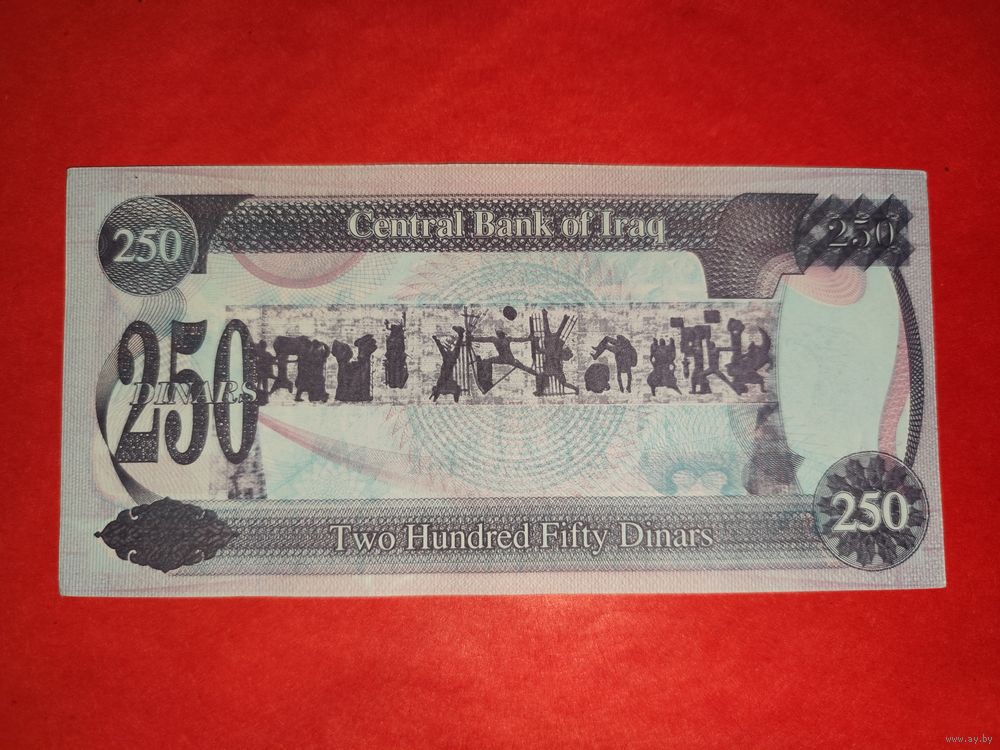 Central Bank of Iraq
250
250
250
DINARS
Two Hundred Fifty Dinars
250
www.ay.by